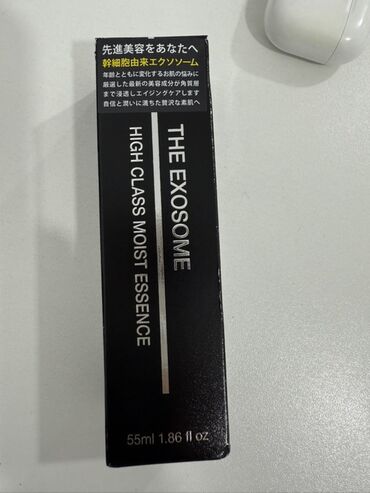 先進美容をあなたへ
幹細胞由来エクソソーム
年齢とともに変化するお肌の悩みに
厳選した最新の美容成分が角質層
まで浸透しエイジングケアします
自信と潤いに満ちた贅沢な素肌へ
THE EXOSOME
HIGH CLASS MOIST ESSENCE
55ml 1.86 fl oz